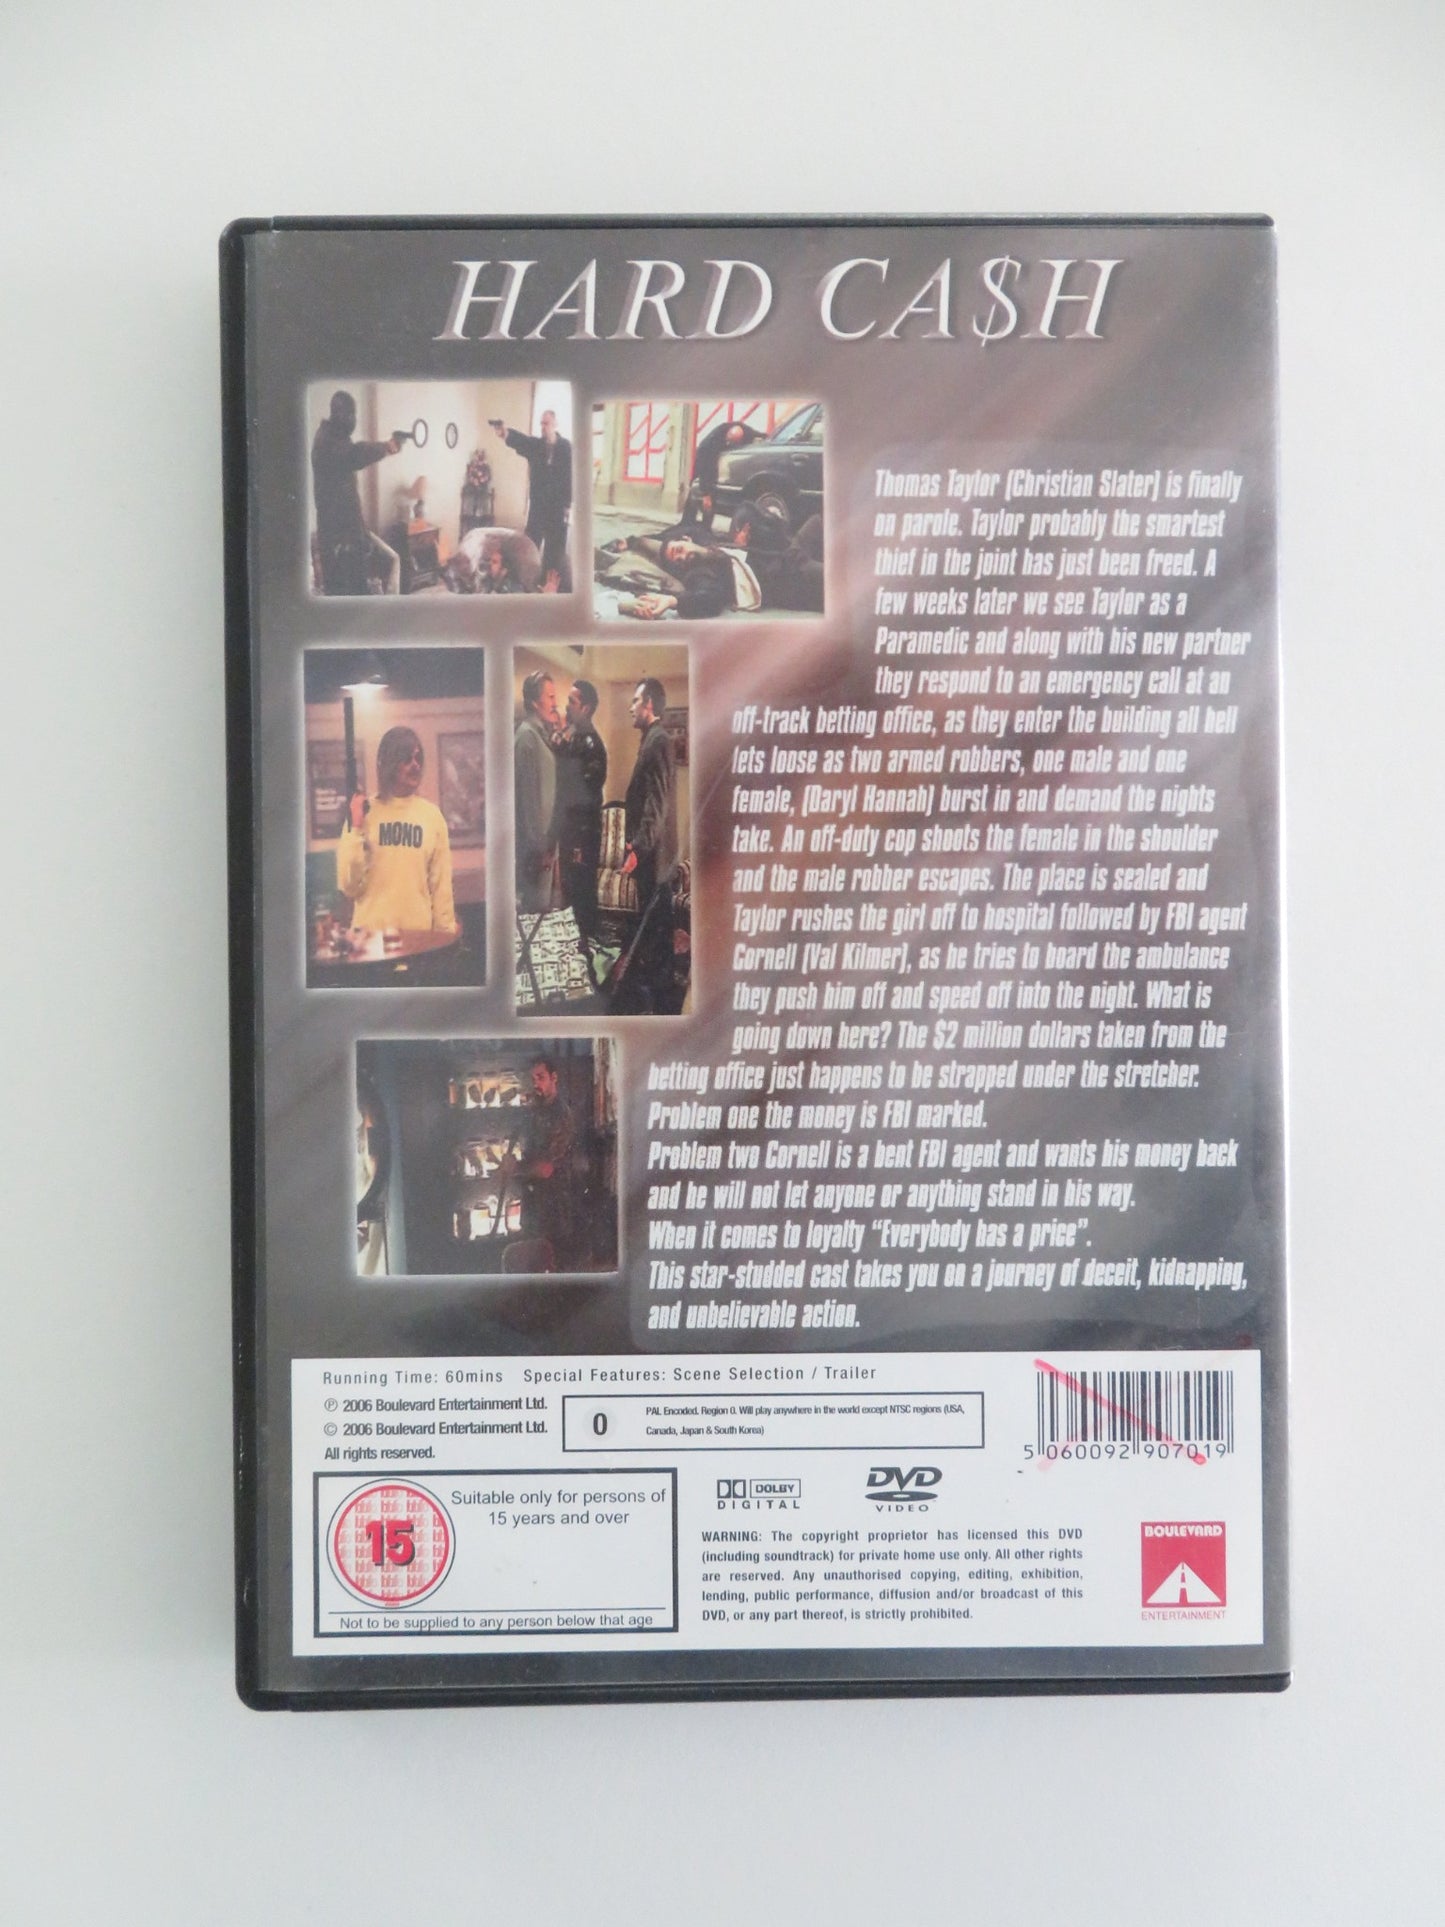 HARD CA$H
Thomas Taylor (Christian Slater) is finally
on parole. Taylor probably the smartest
thief in the joint has just been freed. A
few weeks later we see Taylor as a
Paramedic and along with his new partner
they respond to an emergency call at an
off-track betting office, as they enter the building all hell
lets loose as two armed robbers, one male and one
female, (Daryl Hannah) burst in and demand the nights
take. An off-duty cop shoots the female in the shoulder
and the male robber escapes. The place is sealed and
Taylor rushes the girl off to hospital followed by FBI agent
Cornell (Val Kilmer), as he tries to board the ambulance
they push him off and speed off into the night. What is
going down here? The $2 million dollars taken from the
betting office just happens to be strapped under the stretcher.
Problem one the money is FBI marked.
Problem two Cornell is a bent FBI agent and wants his money back
and he will not let anyone or anything stand in his way.
When it comes to loyalty “Everybody has a price”.
This star-studded cast takes you on a journey of deceit, kidnapping,
and unbelievable action.
MONO
Running Time: 60mins Special Features: Scene Selection / Trailer
℗ 2006 Boulevard Entertainment Ltd.
© 2006 Boulevard Entertainment Ltd.
All rights reserved.
0
PAL Encoded. Region 0. Will play anywhere in the world except NTSC regions (USA,
Canada, Japan & South Korea)
5 060092 907019
15
Suitable only for persons of
15 years and over
Not to be supplied to any person below that age
DOLBY
DIGITAL
DVD
VIDEO
WARNING: The copyright proprietor has licensed this DVD
(including soundtrack) for private home use only. All other rights
are reserved. Any unauthorised copying, editing, exhibition,
lending, public performance, diffusion and/or broadcast of this
DVD, or any part thereof, is strictly prohibited.
BOULEVARD
ENTERTAINMENT